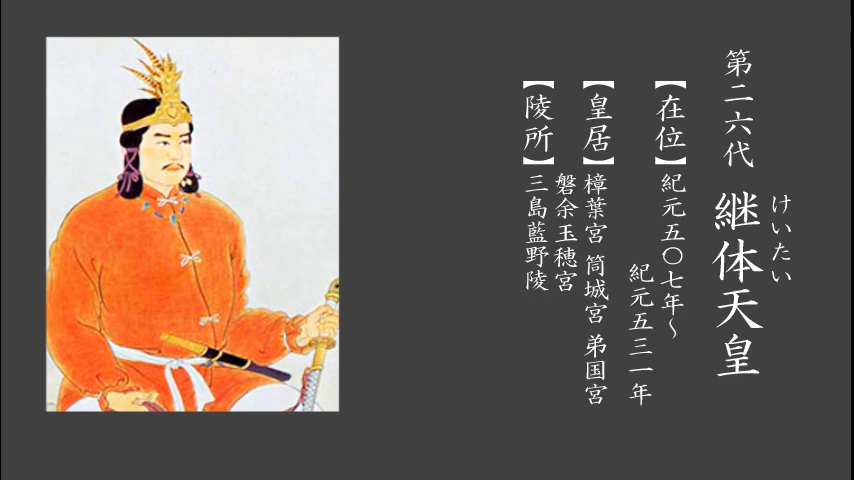 第二六代 継体天皇
けいたい
【在位】紀元五〇七年〜
紀元五三一年
【皇居】樟葉宮 筒城宮 弟国宮
磐余玉穂宮
【陵所】三島藍野陵